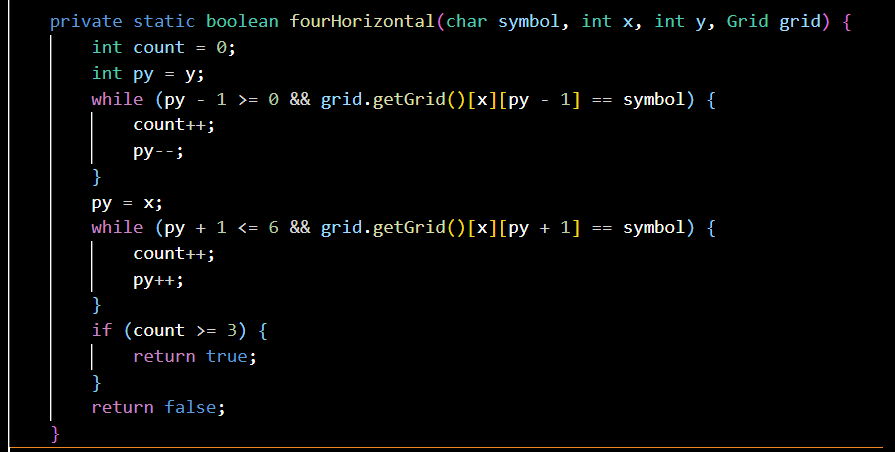 private static boolean fourHorizontal(char symbol, int x, int y, Grid grid) {
    int count = 0;
    int py = y;
    while (py - 1 >= 0 && grid.getGrid()[x][py - 1] == symbol) {
        count++;
        py--;
    }
    py = x;
    while (py + 1 <= 6 && grid.getGrid()[x][py + 1] == symbol) {
        count++;
        py++;
    }
    if (count >= 3) {
        return true;
    }
    return false;
}